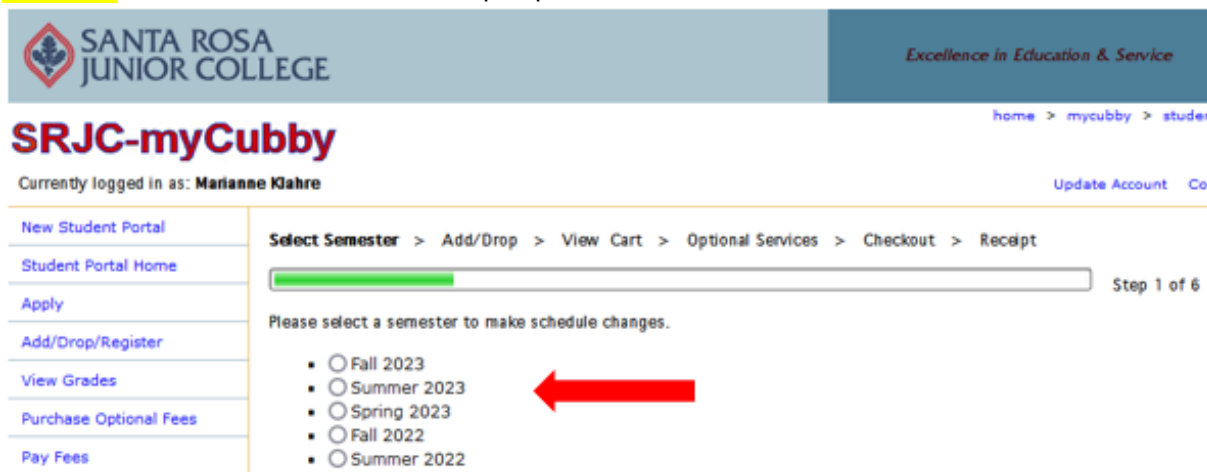 SANTA ROSA
JUNIOR COLLEGE
Excellence in Education & Service
home > mycubby >
SRJC-myCubby
Currently logged in as: Marianne Klahre
Update Account
New Student Portal
Student Portal Home
Apply
Add/Drop/Register
View Grades
Purchase Optional Fees
Pay Fees
Select Semester > Add/Drop > View Cart > Optional Services > Checkout > Receipt
Step 1 of 6
Please select a semester to make schedule changes.
Fall 2023
Summer 2023
Spring 2023
Fall 2022
Summer 2022